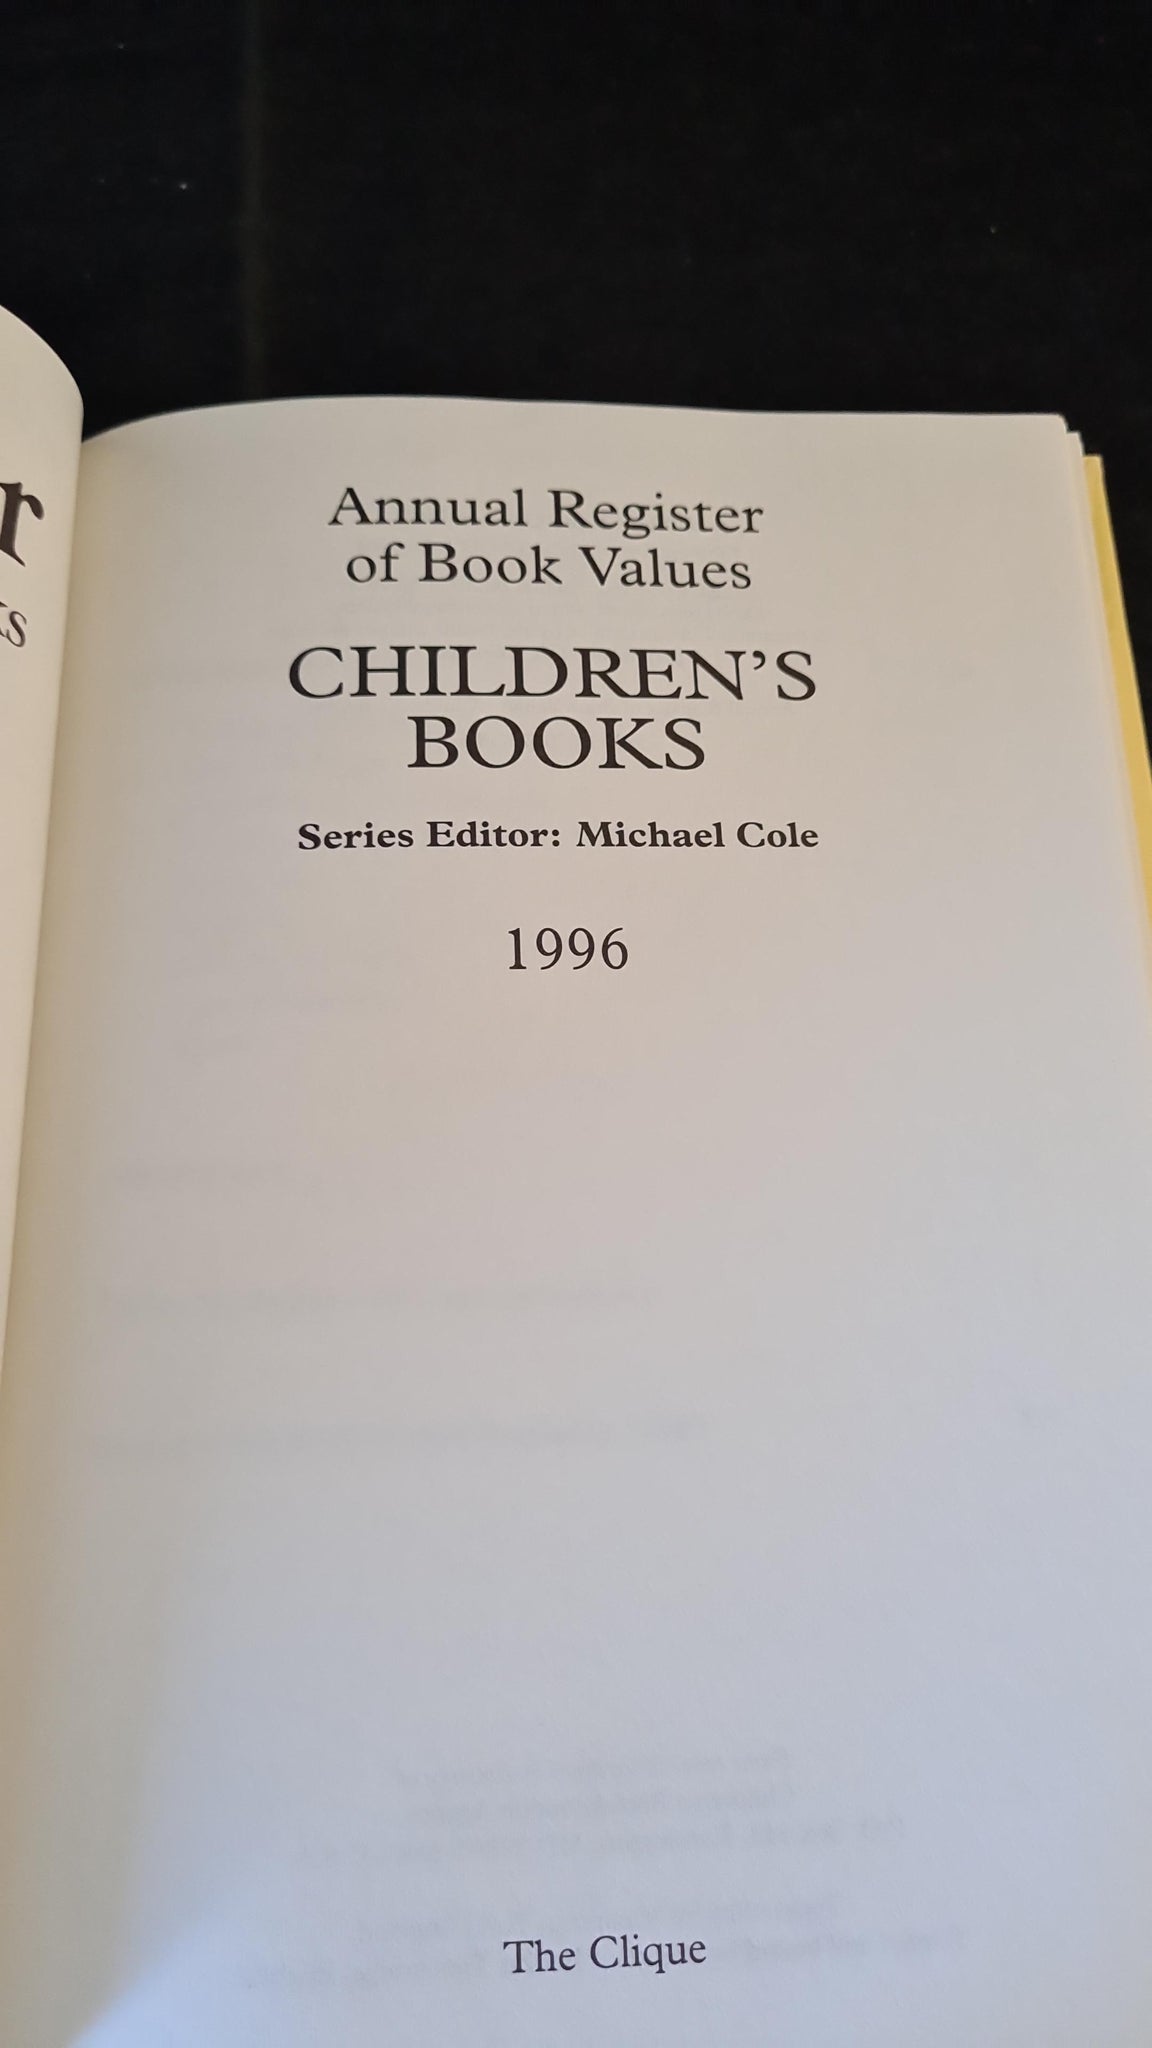 r
s
Annual Register
of Book Values
CHILDREN'S
BOOKS
Series Editor: Michael Cole
1996
The Clique